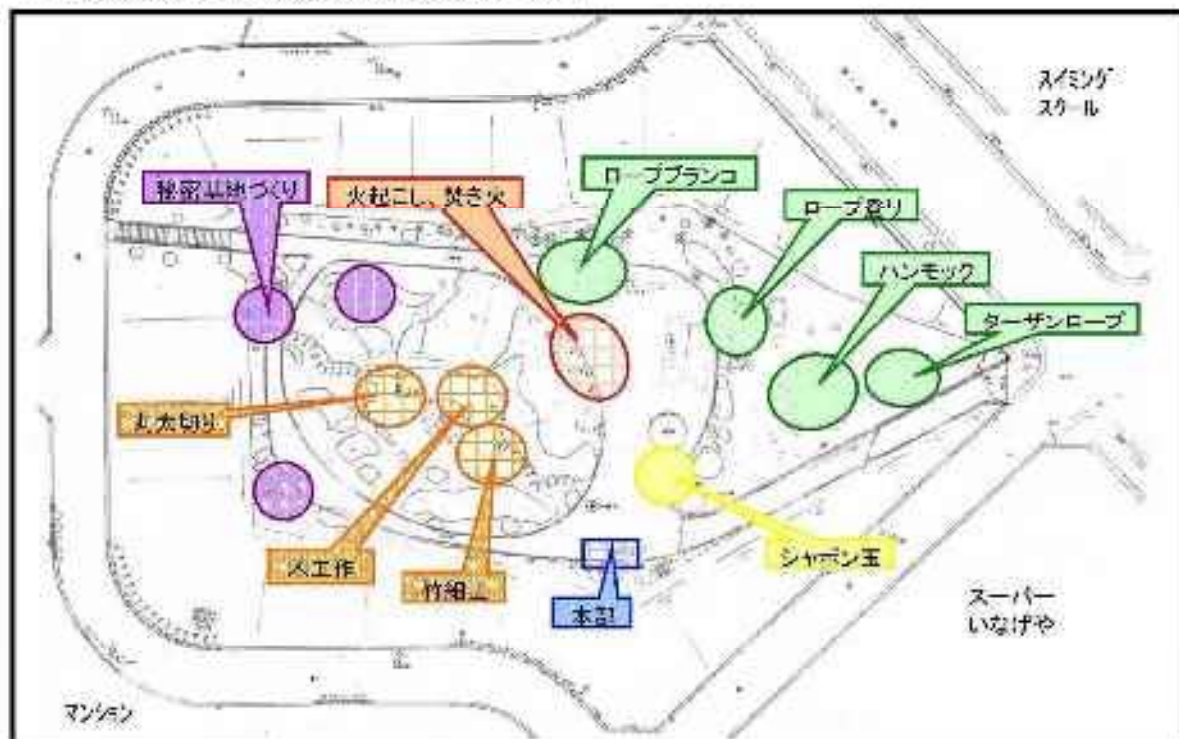 スイミング
スクール
ロープブランコ
秘密基地づくり
火起こし、焚き火
ロープ登り
ハンモック
ターザンロープ
丸太切り
木工作
竹細工
シャボン玉
本部
スーパー
いなげや
マンション